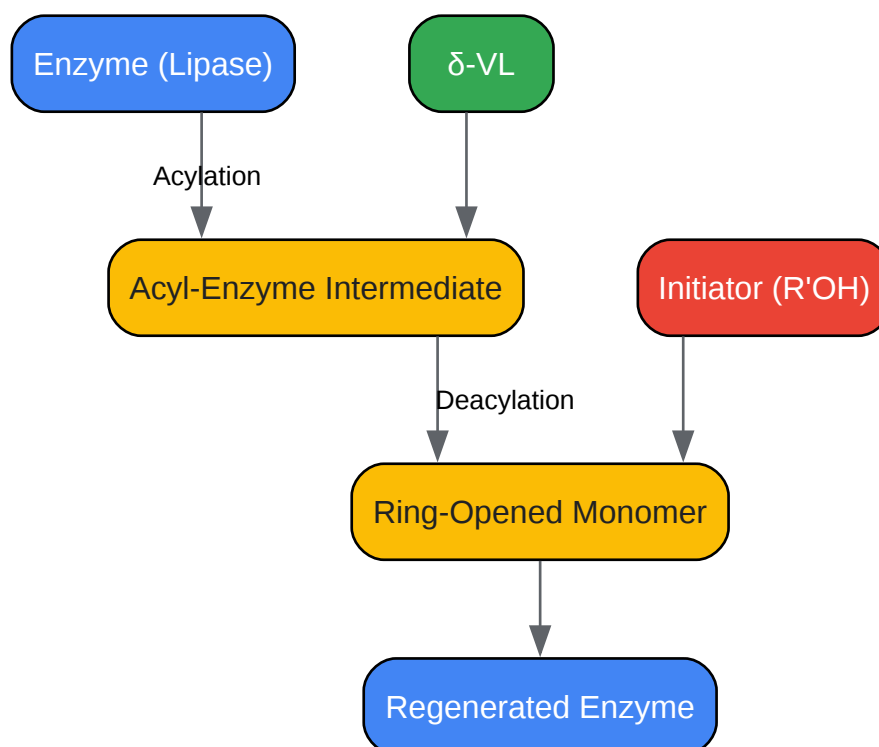 Enzyme (Lipase)
δ-VL
Acylation
Acyl-Enzyme Intermediate
Initiator (R'OH)
Deacylation
Ring-Opened Monomer
Regenerated Enzyme